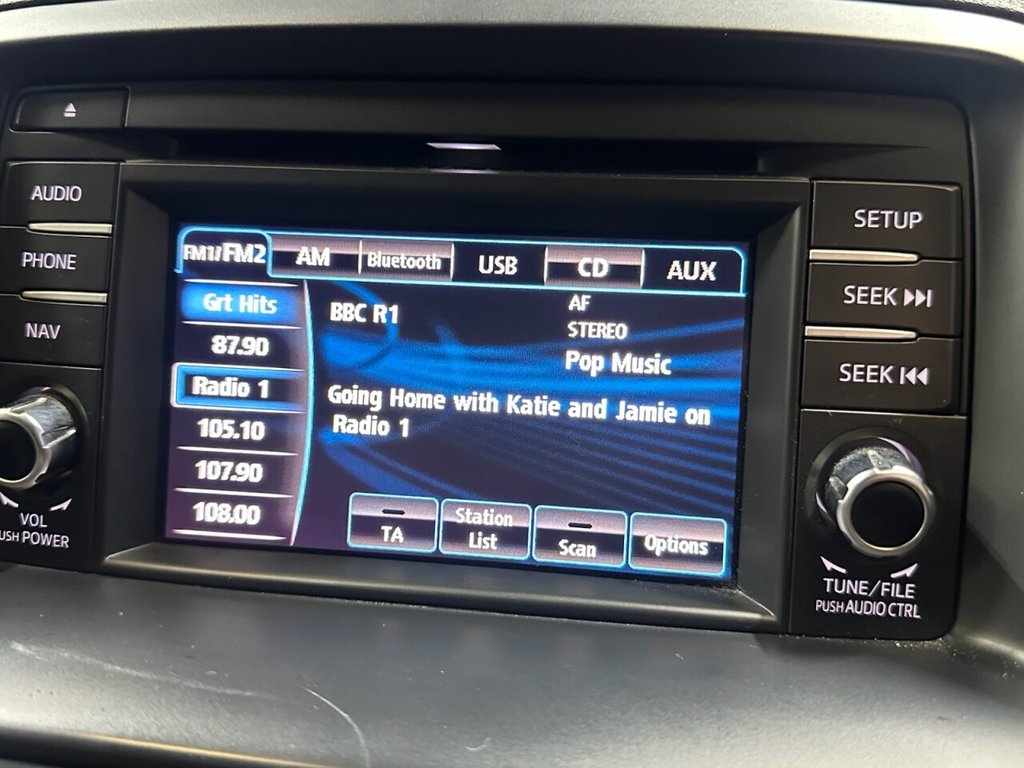 AUDIO
PHONE
NAV
VOL
PUSH POWER
FM1/FM2
AM
Bluetooth
USB
CD
AUX
Grt Hits
87.90
Radio 1
105.10
107.90
108.00
BBC R1
AF
STEREO
Pop Music
Going Home with Katie and Jamie on
Radio 1
TA
Station
List
Scan
Options
SETUP
SEEK
SEEK
TUNE/FILE
PUSH AUDIO CTRL